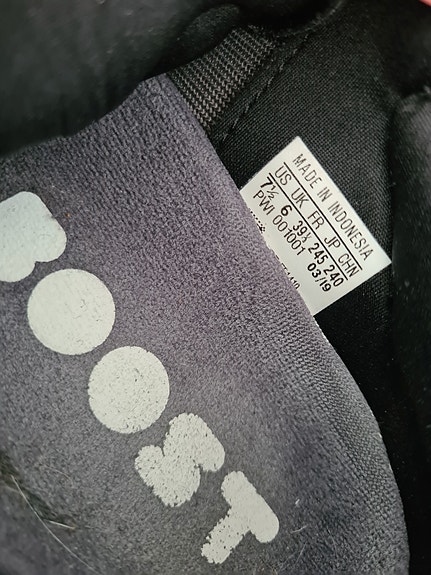 MADE IN INDONESIA
US UK FR JP CHN
7½ 6 39⅓ 245 240
PWI 001001 03/19
BOOST